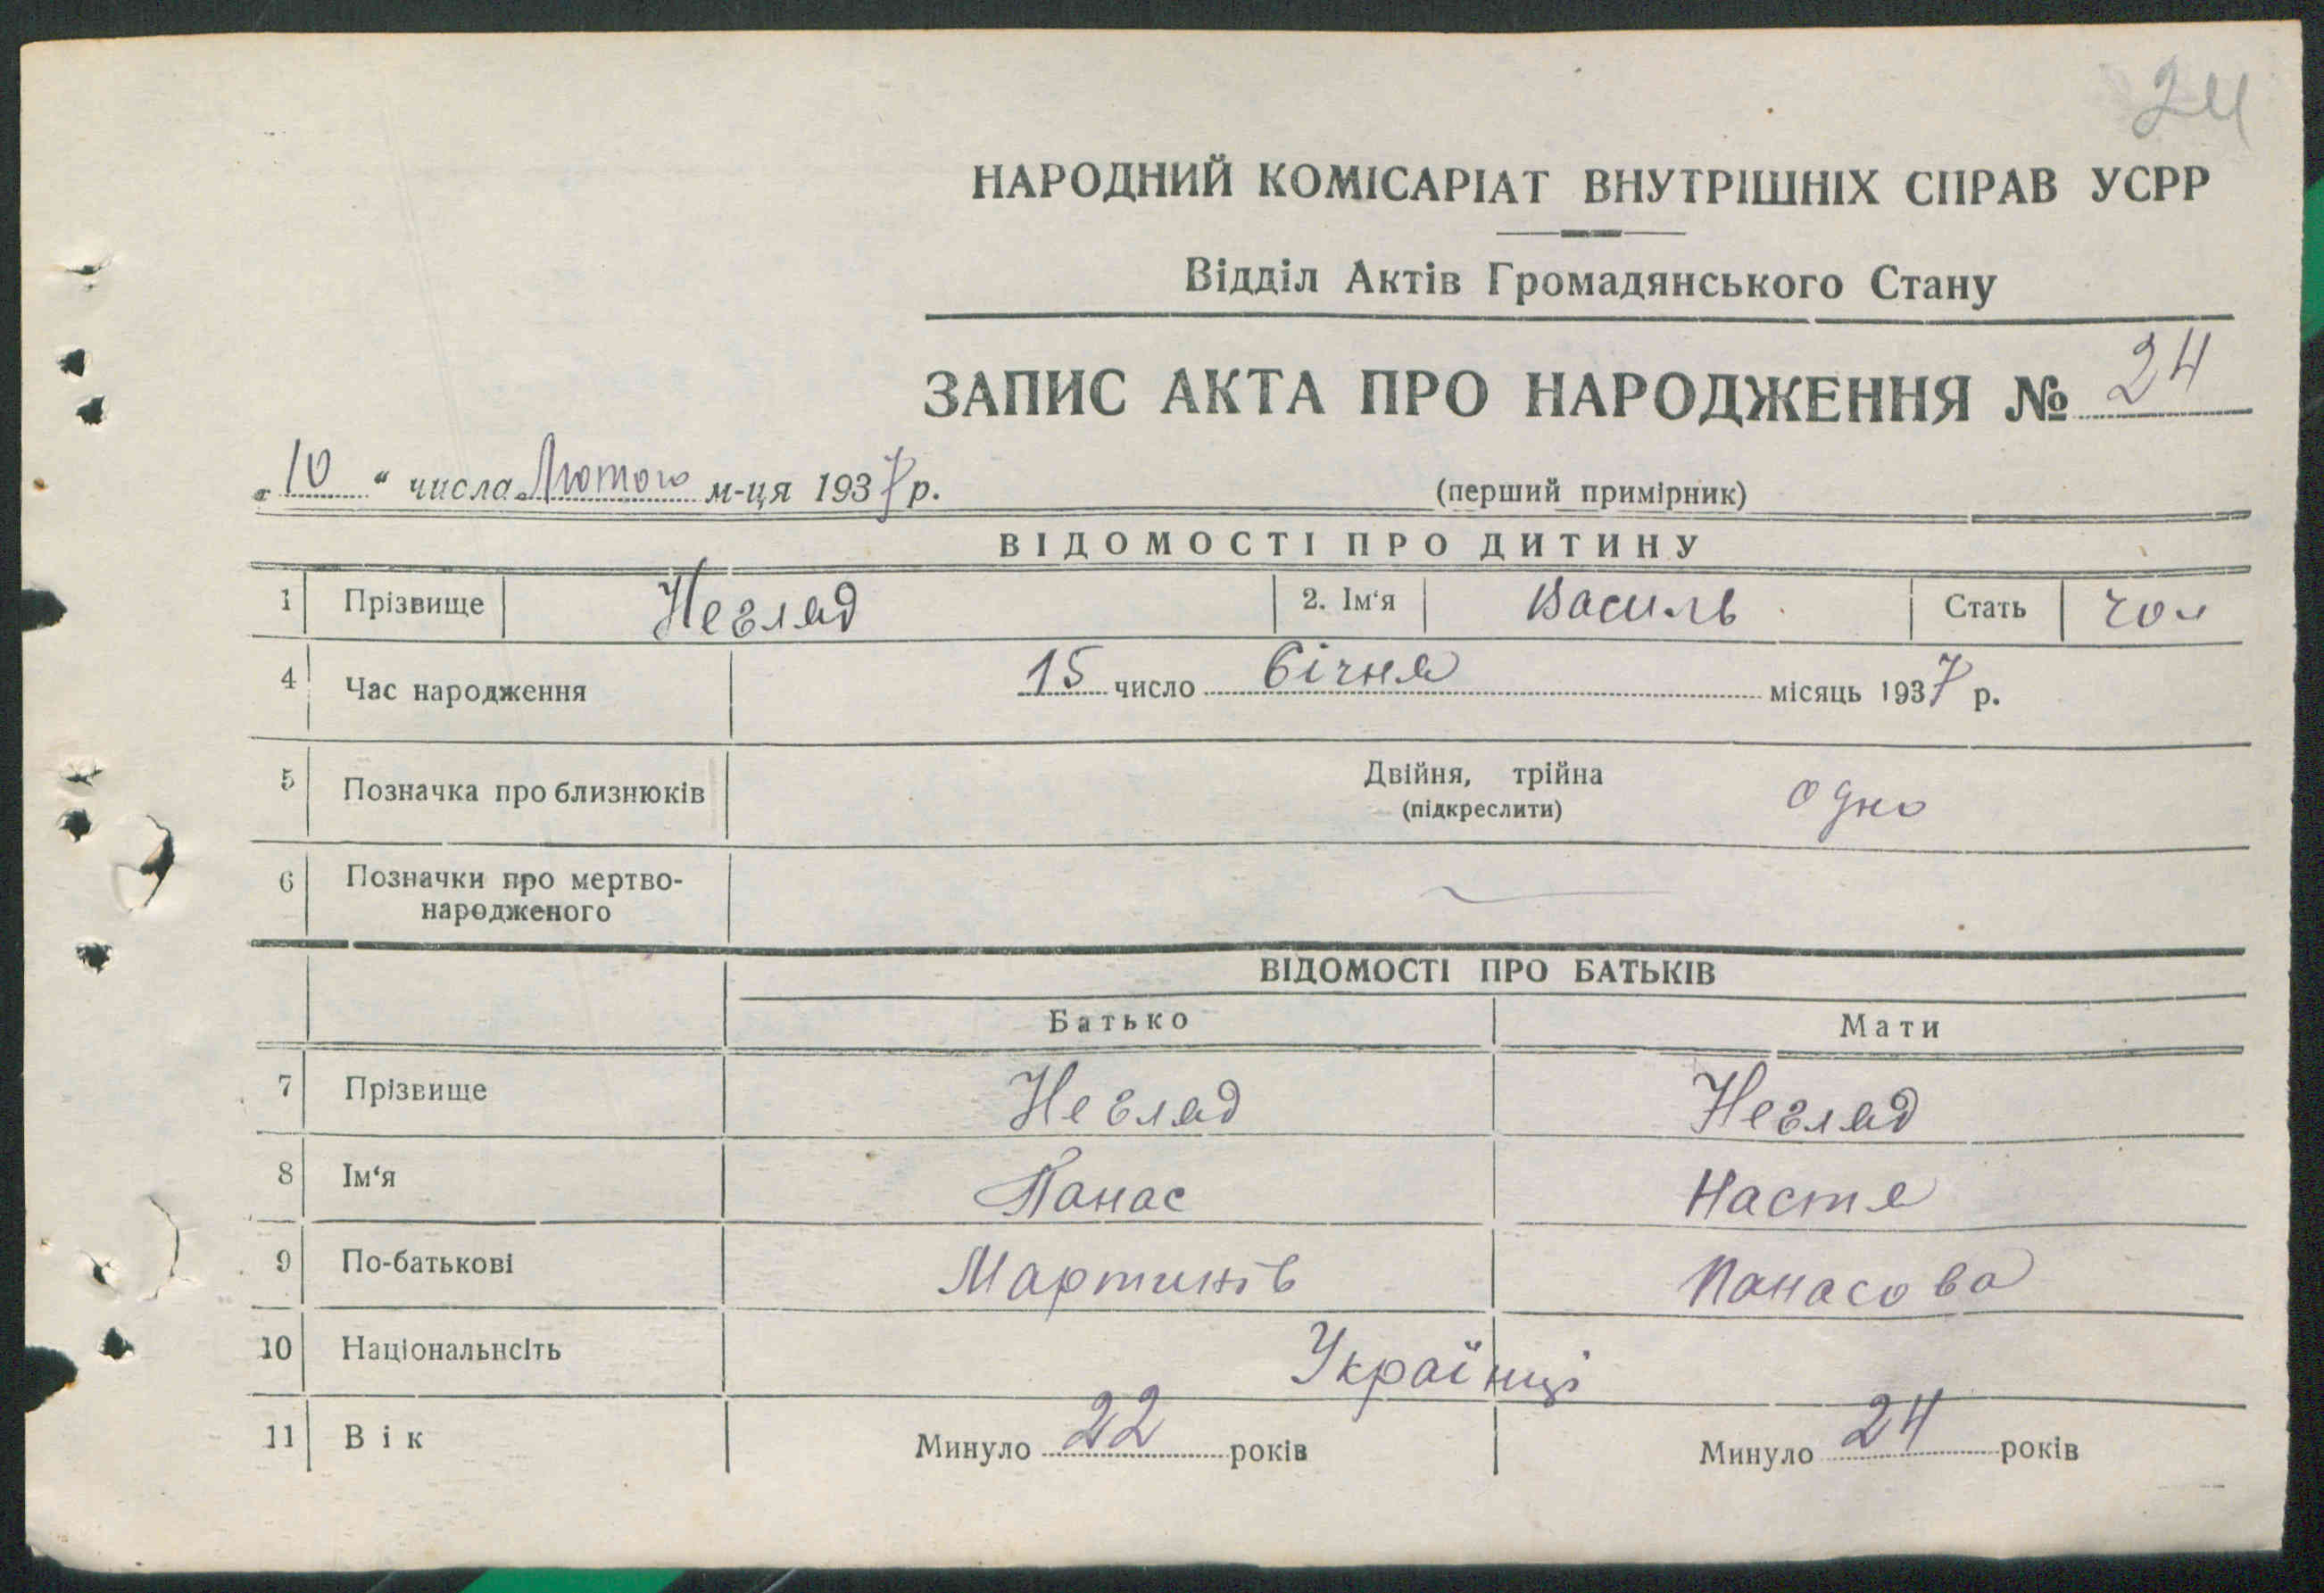 24
НАРОДНИЙ КОМІСАРІАТ ВНУТРІШНІХ СПРАВ УСРР
Відділ Актів Громадянського Стану
ЗАПИС АКТА ПРО НАРОДЖЕННЯ № 24
„10“ числа Лютого м-ця 1937 р. (перший примірник)
ВІДОМОСТІ ПРО ДИТИНУ
1 Прізвище Негляд 2. Ім‘я Василь Стать чол
4 Час народження 15 число Січня місяць 1937 р.
5 Позначка про близнюків Двійня, трійна (підкреслити) одно
6 Позначки про мертво-
народженого
ВІДОМОСТІ ПРО БАТЬКІВ
Батько Мати
7 Прізвище Негляд Негляд
8 Ім‘я Панас Настя
9 По-батькові Мартинів Панасова
10 Національнсіть Українці
11 Вік Минуло 22 років Минуло 24 років